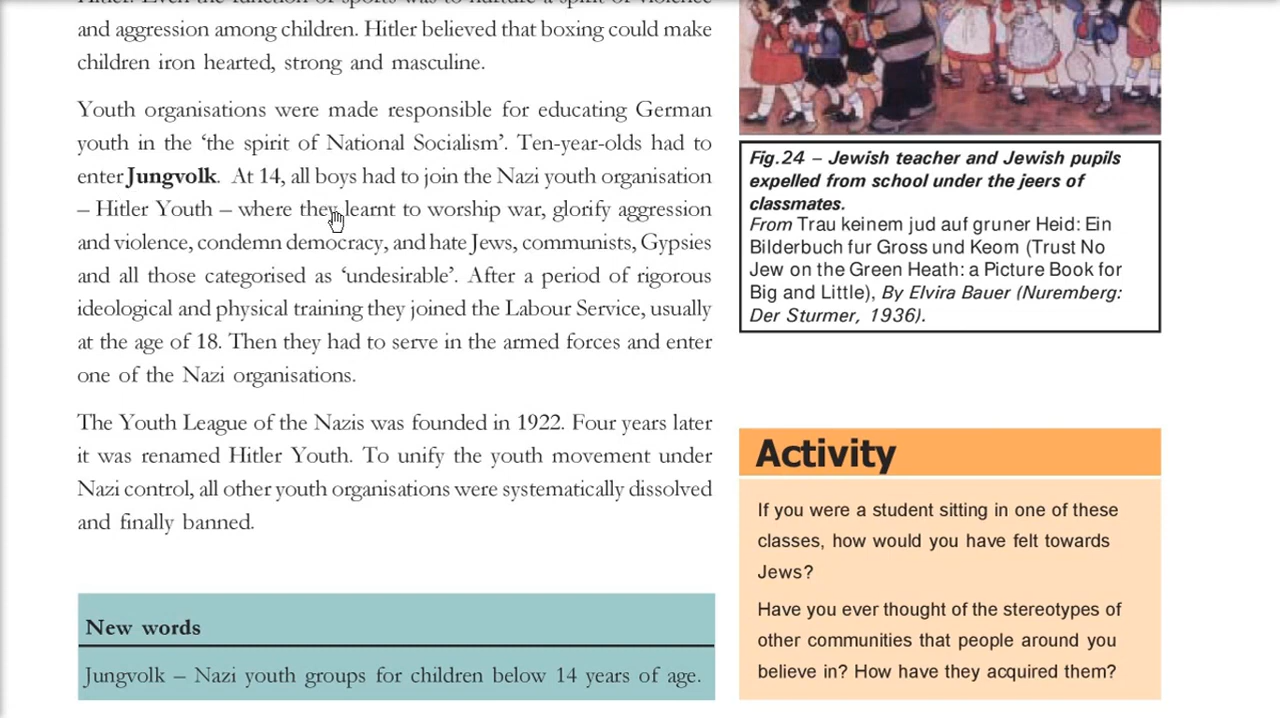 and aggression among children. Hitler believed that boxing could make
children iron hearted, strong and masculine.
Youth organisations were made responsible for educating German
youth in the ‘the spirit of National Socialism’. Ten-year-olds had to
enter Jungvolk. At 14, all boys had to join the Nazi youth organisation
– Hitler Youth – where they learnt to worship war, glorify aggression
and violence, condemn democracy, and hate Jews, communists, Gypsies
and all those categorised as ‘undesirable’. After a period of rigorous
ideological and physical training they joined the Labour Service, usually
at the age of 18. Then they had to serve in the armed forces and enter
one of the Nazi organisations.
The Youth League of the Nazis was founded in 1922. Four years later
it was renamed Hitler Youth. To unify the youth movement under
Nazi control, all other youth organisations were systematically dissolved
and finally banned.
New words
Jungvolk – Nazi youth groups for children below 14 years of age.
Fig.24 – Jewish teacher and Jewish pupils
expelled from school under the jeers of
classmates.
From Trau keinem jud auf gruner Heid: Ein
Bilderbuch fur Gross und Keom (Trust No
Jew on the Green Heath: a Picture Book for
Big and Little), By Elvira Bauer (Nuremberg:
Der Sturmer, 1936).
Activity
If you were a student sitting in one of these
classes, how would you have felt towards
Jews?
Have you ever thought of the stereotypes of
other communities that people around you
believe in? How have they acquired them?